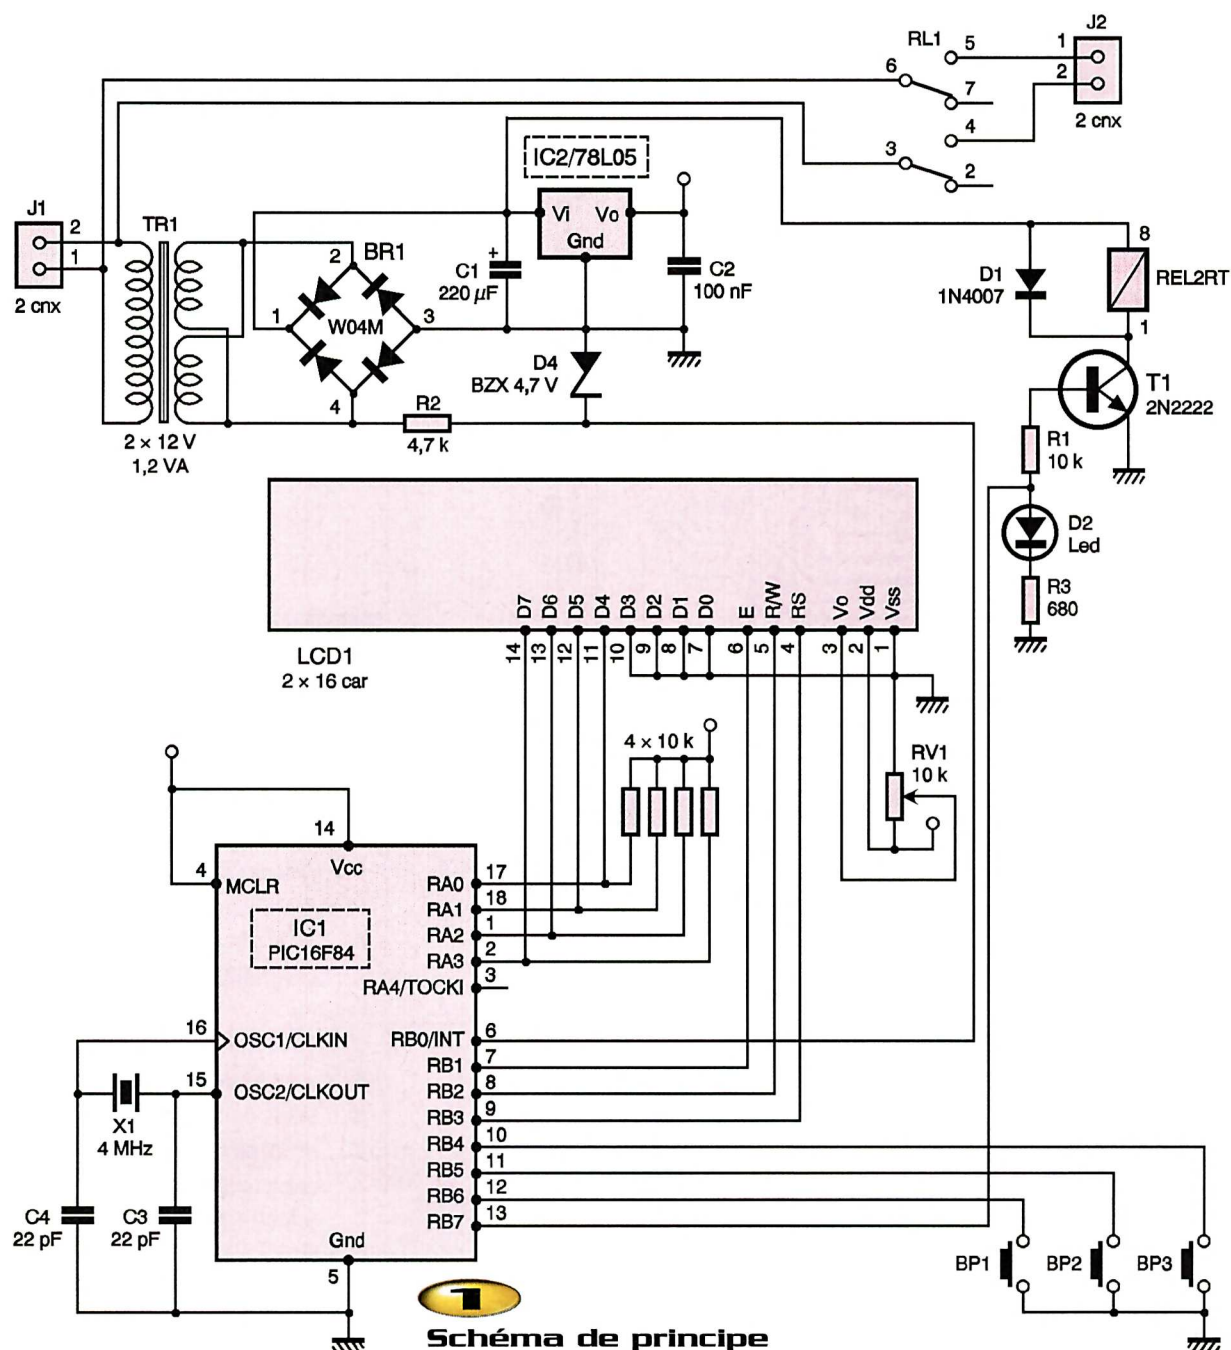 J2
RL1
5
1
6
2
7
2 cnx
4
3
2
IC2/78L05
J1
2
1
2 cnx
TR1
2 × 12 V
1,2 VA
2
BR1
1
W04M
3
4
Vi
Vo
Gnd
+
C1
220 µF
C2
100 nF
D4
BZX 4,7 V
R2
4,7 k
D1
1N4007
8
REL2RT
1
T1
2N2222
R1
10 k
D2
Led
R3
680
D7
D6
D5
D4
D3
D2
D1
D0
E
R/W
RS
Vo
Vdd
Vss
14
13
12
11
10
9
8
7
6
5
4
3
2
1
LCD1
2 × 16 car
4 × 10 k
RV1
10 k
14
Vcc
4
MCLR
IC1
PIC16F84
RA0
17
RA1
18
RA2
1
RA3
2
RA4/TOCKI
3
16
OSC1/CLKIN
RB0/INT
6
RB1
7
15
OSC2/CLKOUT
RB2
8
RB3
9
RB4
10
RB5
11
RB6
12
RB7
13
X1
4 MHz
C4
22 pF
C3
22 pF
Gnd
5
BP1
BP2
BP3
1
Schéma de principe